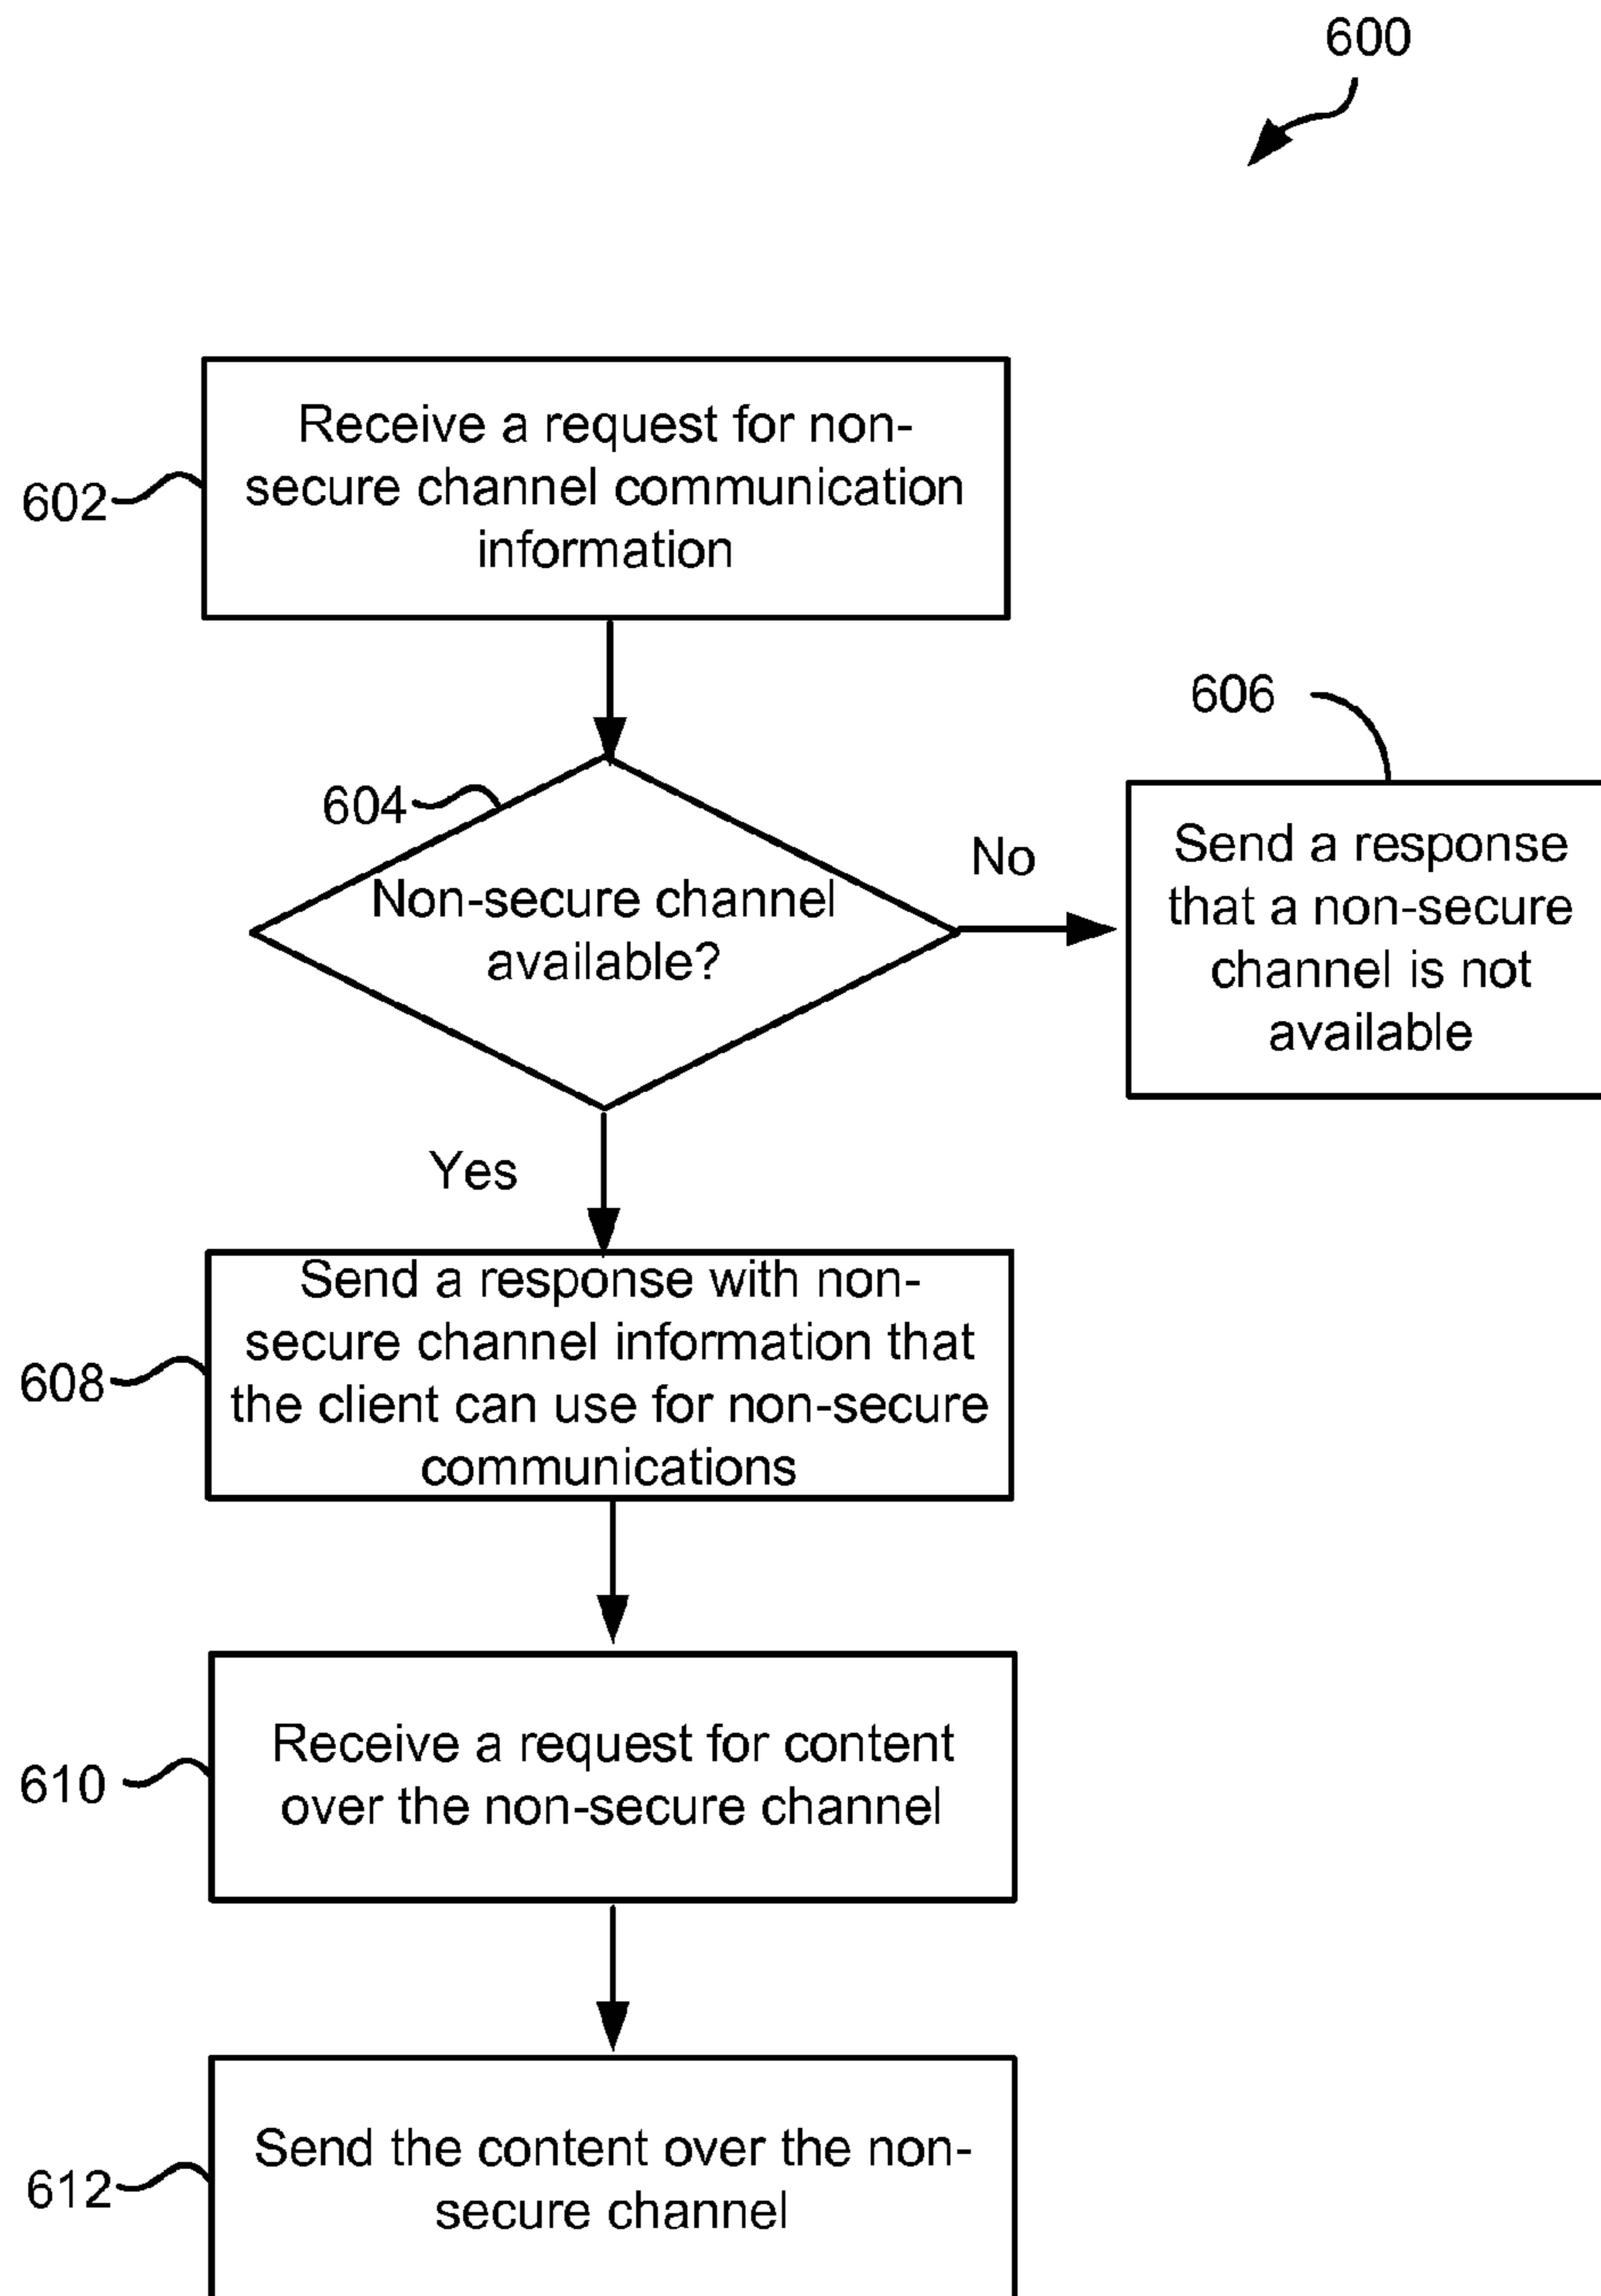 600
Receive a request for non-
secure channel communication
information
602
606
604
Non-secure channel
available?
No
Send a response
that a non-secure
channel is not
available
Yes
Send a response with non-
secure channel information that
the client can use for non-secure
communications
608
Receive a request for content
over the non-secure channel
610
Send the content over the non-
secure channel
612